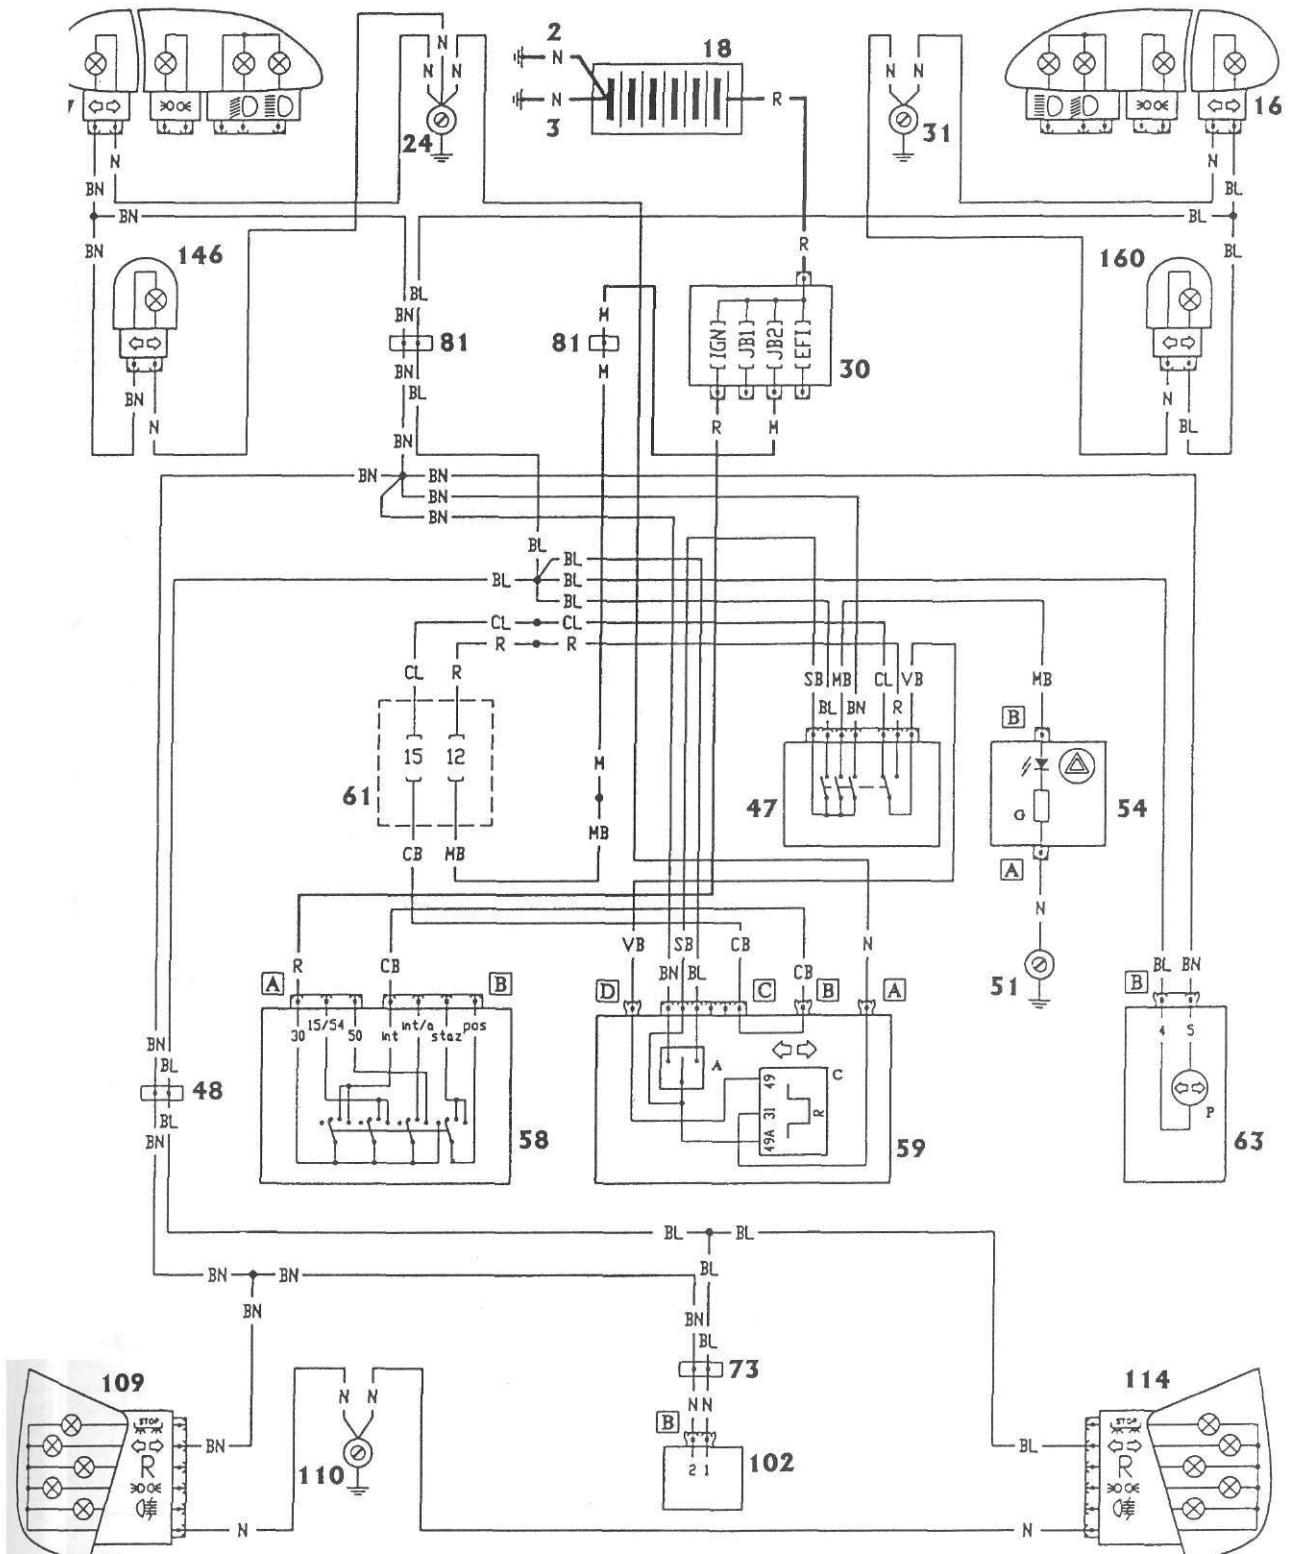 2 18
N N N N N R N N
3 24 31 16
N N BL
BN BN BL
BN 146 R 160 BL
BL M
BN
81 81
BN M
BL
IGN JB1 JB2 EFI 30
BN N R M N BL
BN
BN BN
BN
BN
BL BL
BL BL
BL
CL CL
R R
CL R SB MB CL VB MB
BL BN R B
15 12 M
61 47 G 54
MB
CB MB A
N
VB SB CB N
R CB BN BL CB BL BN
A B D C B A 51 B
30 15/54 50 int int/a staz pos 4 5
A 49 31 49A R C
BN
BL
48 58 59 P 63
BL
BN
BL BL
BN BN BL
BN
BN
BL
73
109 N N N N 114
STOP B STOP
BN 2 1 102 BL
R 110 R
N N